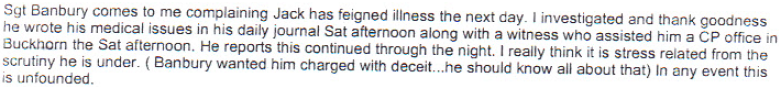 Sgt Banbury comes to me complaining Jack has feigned illness the next day. I investigated and thank goodness
he wrote his medical issues in his daily journal Sat afternoon along with a witness who assisted him a CP office in
Buckhorn the Sat afternoon. He reports this continued through the night. I really think it is stress related from the
scrutiny he is under. ( Banbury wanted him charged with deceit...he should know all about that) In any event this
is unfounded.